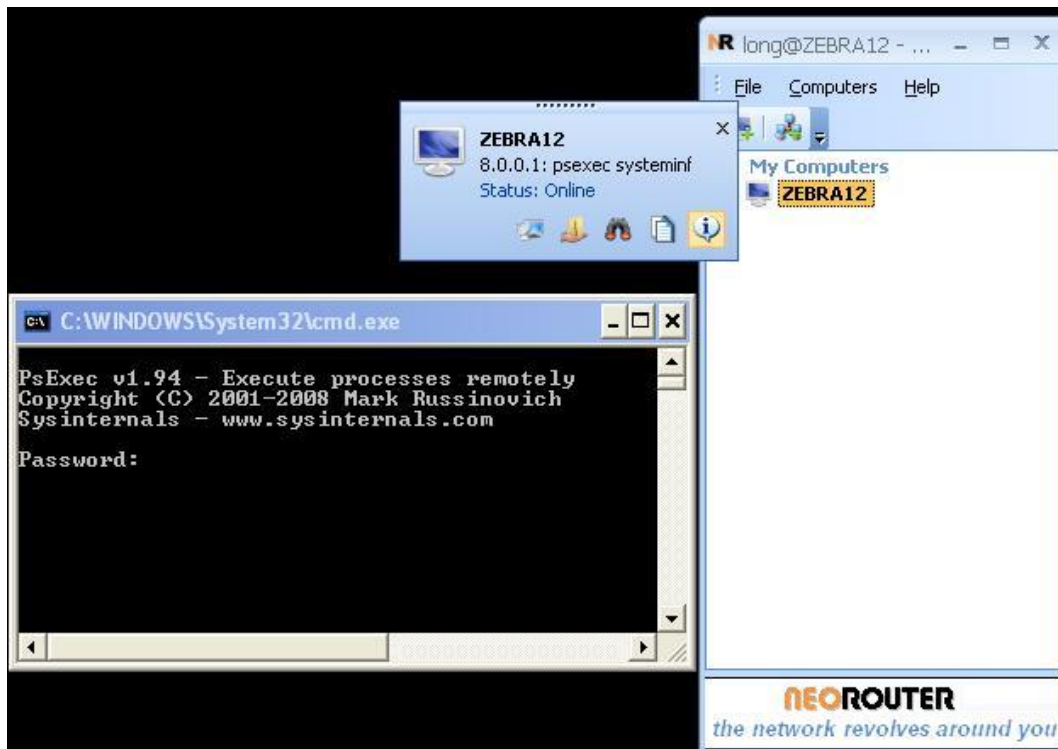 NR long@ZEBRA12 - ...
File Computers Help
ZEBRA12
8.0.0.1: psexec systeminf
Status: Online
My Computers
ZEBRA12
C:\WINDOWS\System32\cmd.exe
PsExec v1.94 - Execute processes remotely
Copyright (C) 2001-2008 Mark Russinovich
Sysinternals - www.sysinternals.com
Password:
NEOROUTER
the network revolves around you